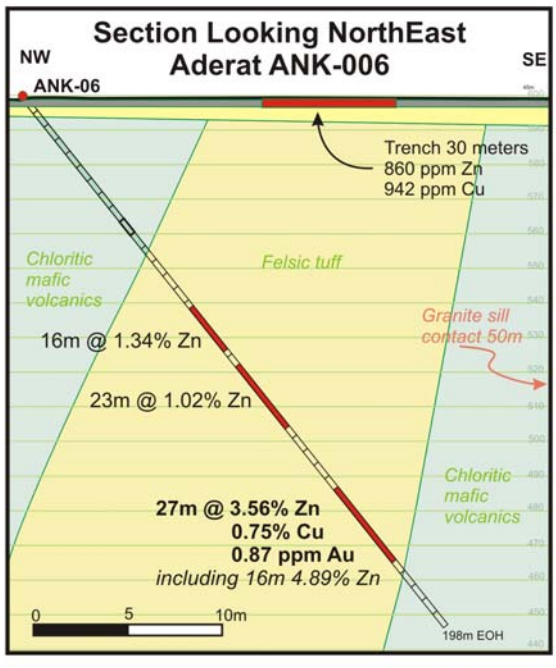 Section Looking NorthEast
Aderat ANK-006
NW
SE
ANK-06
600
Trench 30 meters
860 ppm Zn
942 ppm Cu
590
580
570
560
550
540
530
520
510
500
490
480
470
460
450
440
Chloritic
mafic
volcanics
Felsic tuff
Granite sill
contact 50m
16m @ 1.34% Zn
23m @ 1.02% Zn
27m @ 3.56% Zn
0.75% Cu
0.87 ppm Au
including 16m 4.89% Zn
Chloritic
mafic
volcanics
0 5 10m
198m EOH